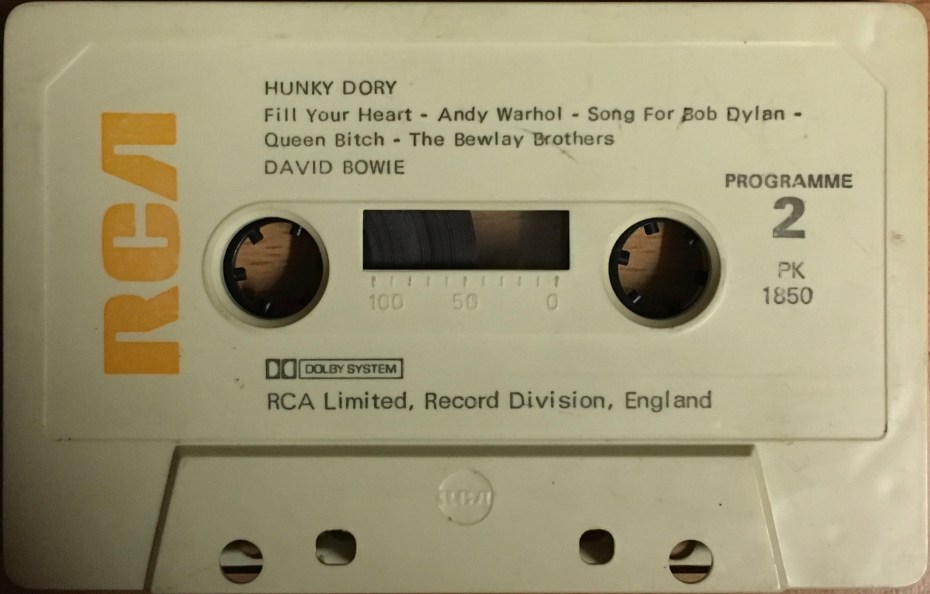 RCA
HUNKY DORY
Fill Your Heart - Andy Warhol - Song For Bob Dylan -
Queen Bitch - The Bewlay Brothers
DAVID BOWIE
PROGRAMME
2
PK
1850
100 50 0
DOLBY SYSTEM
RCA Limited, Record Division, England
RCA